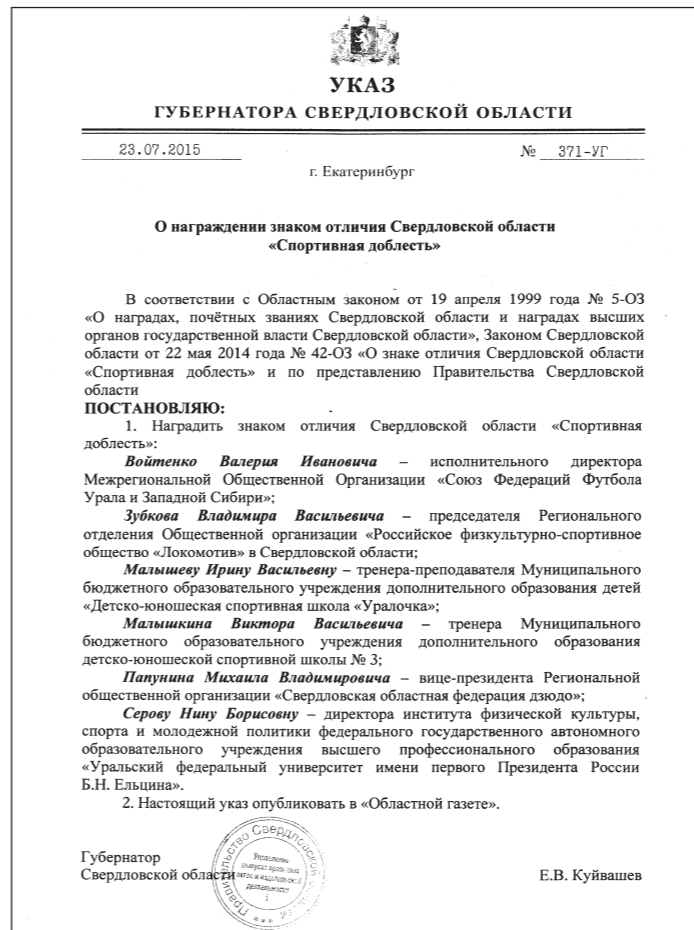 УКАЗ
ГУБЕРНАТОРА СВЕРДЛОВСКОЙ ОБЛАСТИ
23.07.2015 № 371-УГ
г. Екатеринбург
О награждении знаком отличия Свердловской области
«Спортивная доблесть»
В соответствии с Областным законом от 19 апреля 1999 года № 5-ОЗ
«О наградах, почётных званиях Свердловской области и наградах высших
органов государственной власти Свердловской области», Законом Свердловской
области от 22 мая 2014 года № 42-ОЗ «О знаке отличия Свердловской области
«Спортивная доблесть» и по представлению Правительства Свердловской
области
ПОСТАНОВЛЯЮ:
1. Наградить знаком отличия Свердловской области «Спортивная
доблесть»:
Войтенко Валерия Ивановича – исполнительного директора
Межрегиональной Общественной Организации «Союз Федераций Футбола
Урала и Западной Сибири»;
Зубкова Владимира Васильевича – председателя Регионального
отделения Общественной организации «Российское физкультурно-спортивное
общество «Локомотив» в Свердловской области;
Малышеву Ирину Васильевну – тренера-преподавателя Муниципального
бюджетного образовательного учреждения дополнительного образования детей
«Детско-юношеская спортивная школа «Уралочка»;
Малышкина Виктора Васильевича – тренера Муниципального
бюджетного образовательного учреждения дополнительного образования
детско-юношеской спортивной школы № 3;
Папунина Михаила Владимировича – вице-президента Региональной
общественной организации «Свердловская областная федерация дзюдо»;
Серову Нину Борисовну – директора института физической культуры,
спорта и молодежной политики федерального государственного автономного
образовательного учреждения высшего профессионального образования
«Уральский федеральный университет имени первого Президента России
Б.Н. Ельцина».
2. Настоящий указ опубликовать в «Областной газете».
Губернатор
Свердловской области Е.В. Куйвашев
Правительство Свердловской
Управление
выпуска правовых
актов и издательской
деятельности